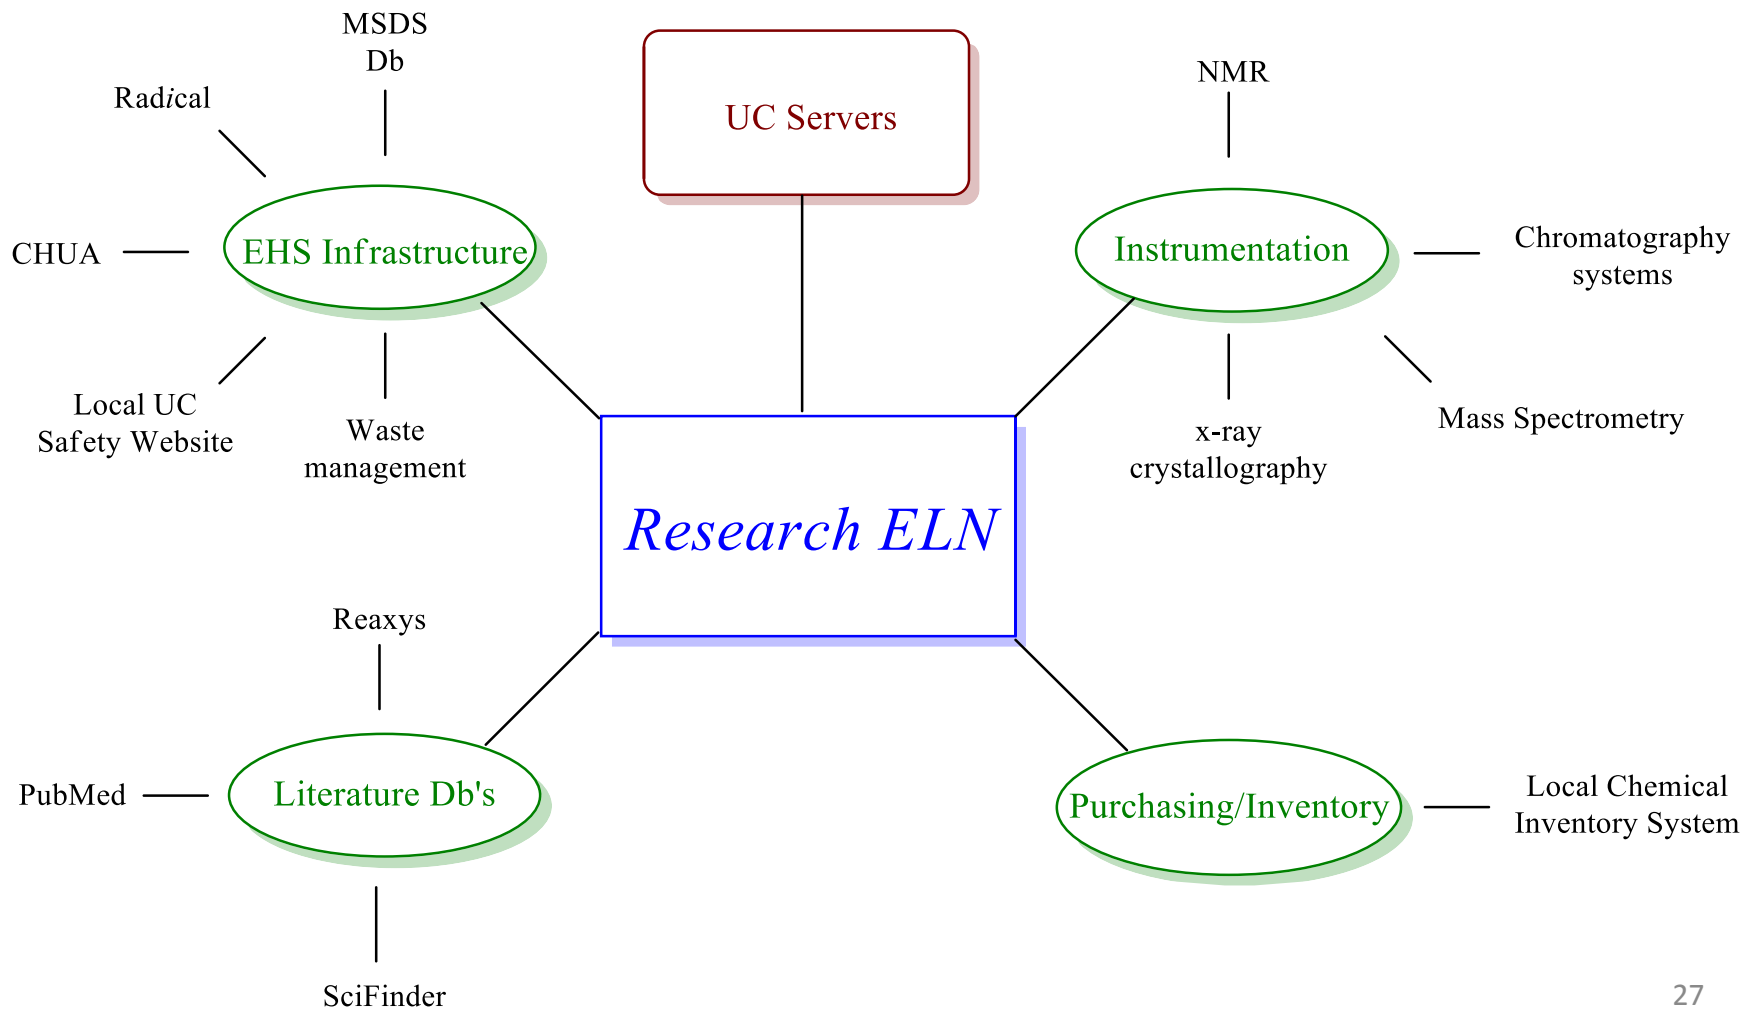 MSDS
Db
Radical
CHUA
EHS Infrastructure
Local UC
Safety Website
Waste
management
UC Servers
NMR
Instrumentation
Chromatography
systems
Mass Spectrometry
x-ray
crystallography
Research ELN
Reaxys
PubMed
Literature Db's
SciFinder
Purchasing/Inventory
Local Chemical
Inventory System
27